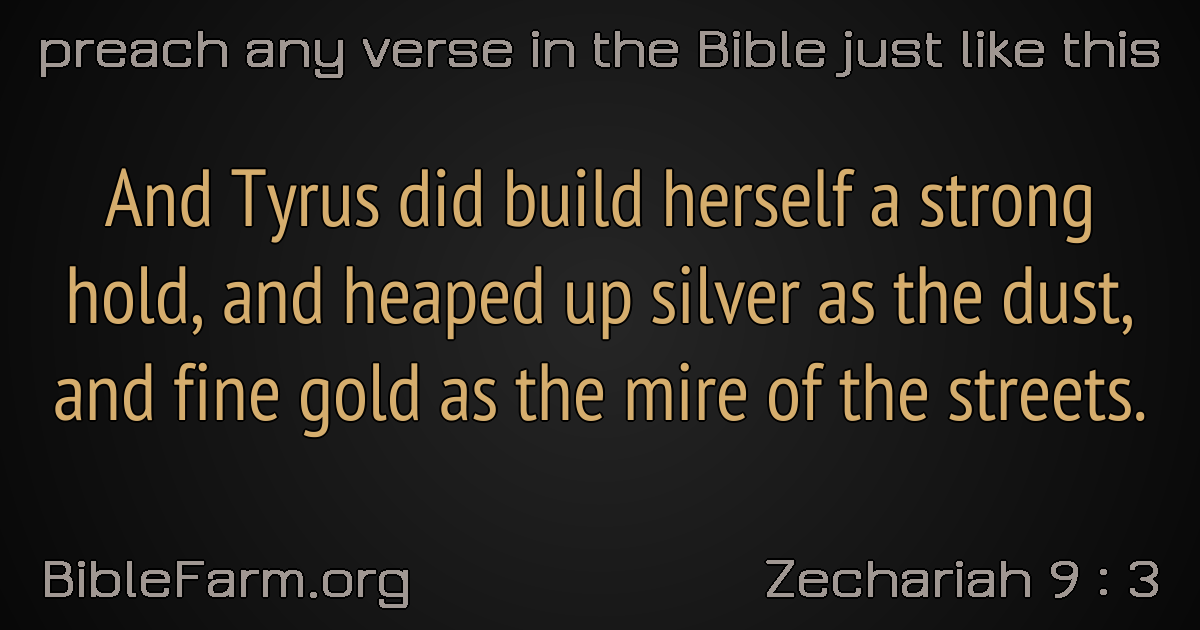 preach any verse in the Bible just like this
And Tyrus did build herself a strong
hold, and heaped up silver as the dust,
and fine gold as the mire of the streets.
BibleFarm.org
Zechariah 9 : 3